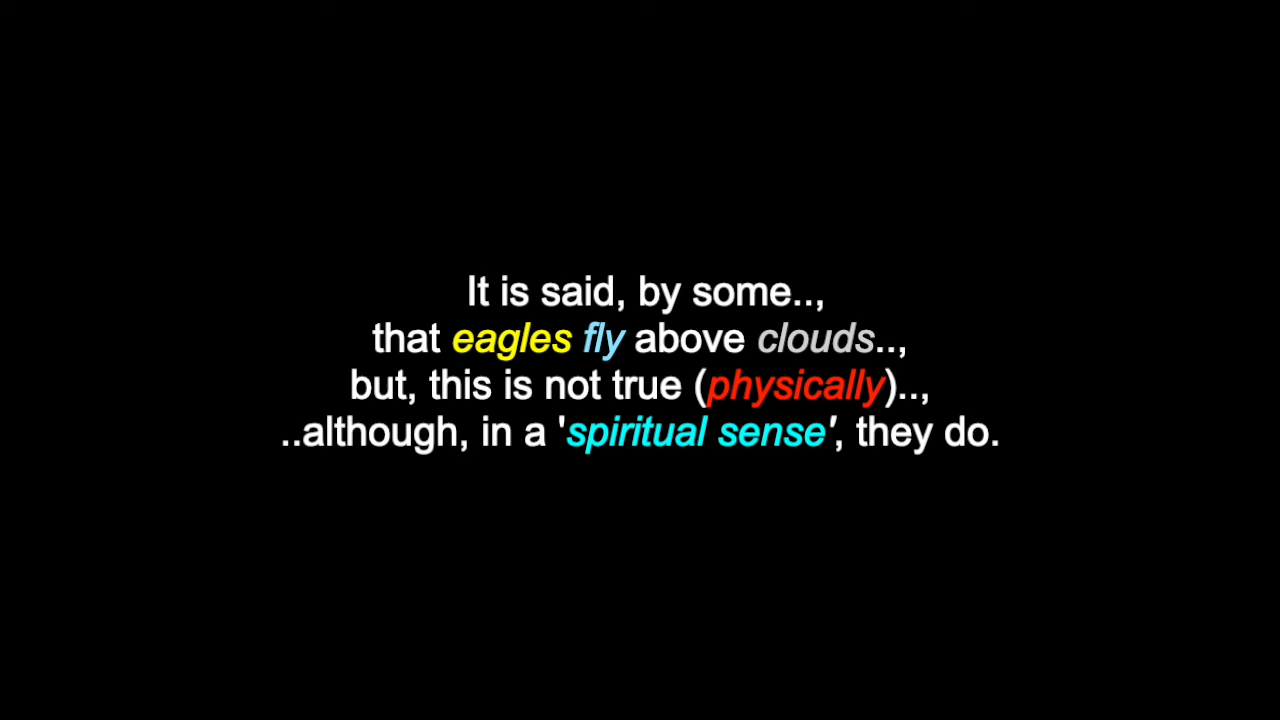 It is said, by some..,
that eagles fly above clouds..,
but, this is not true (physically)..,
..although, in a 'spiritual sense', they do.